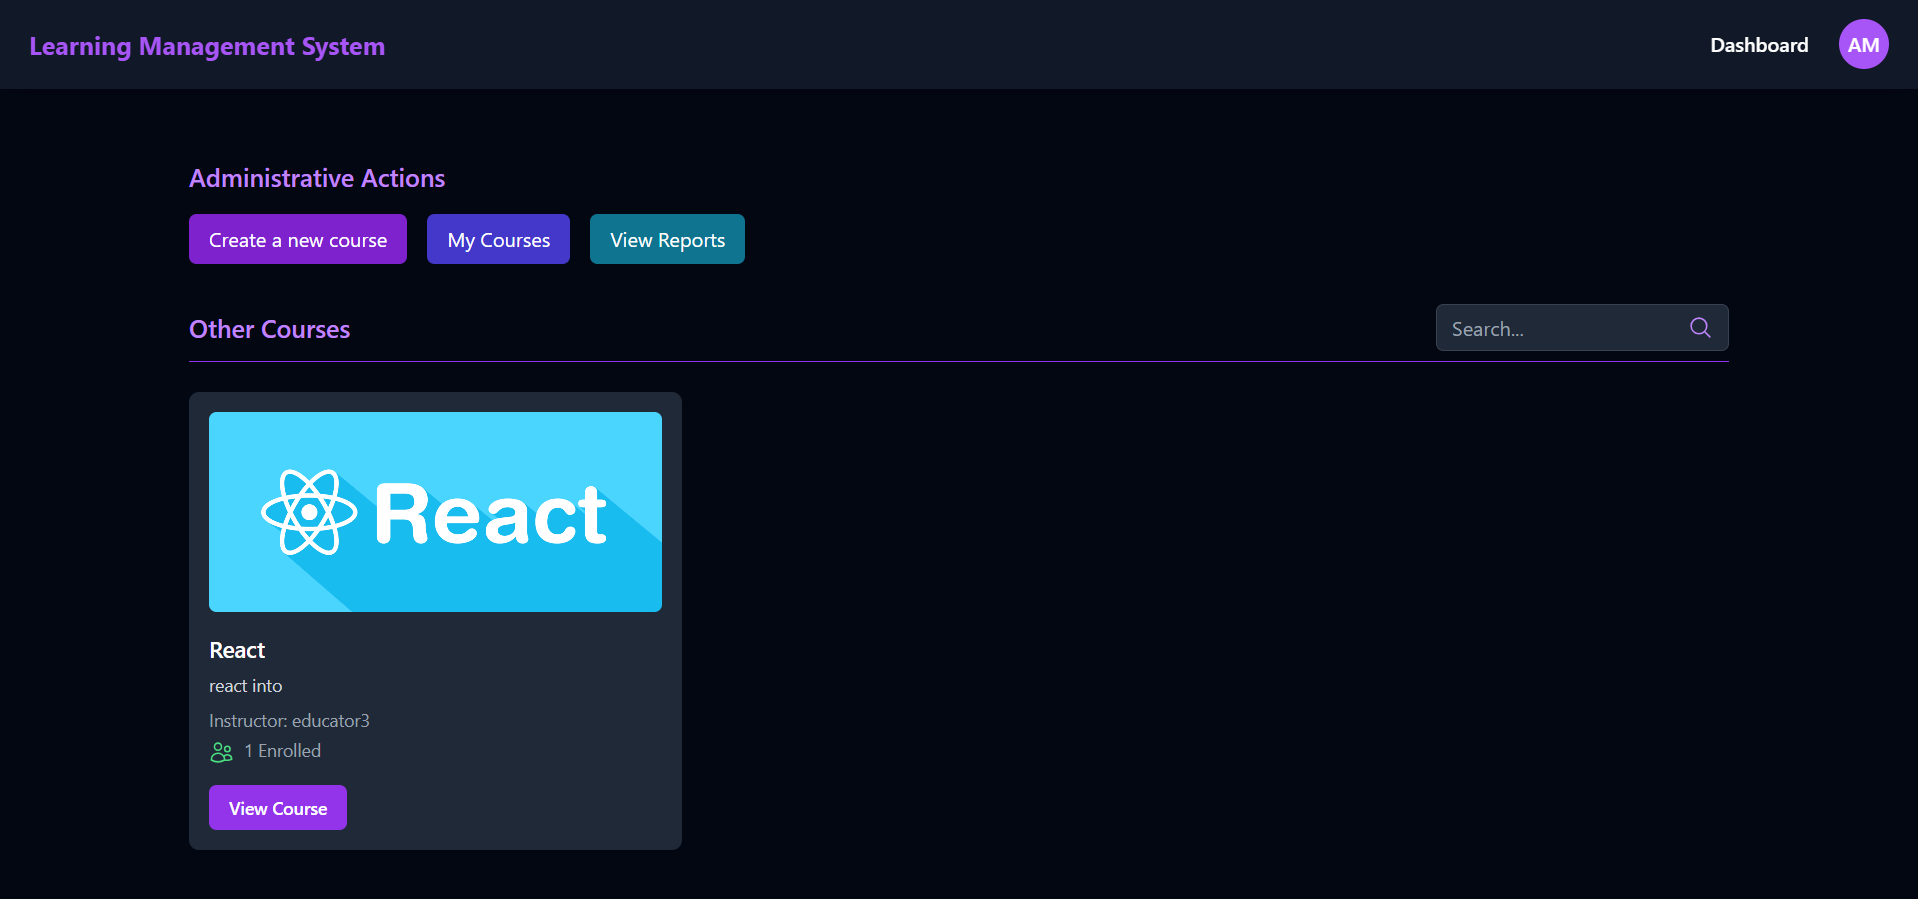 Learning Management System
Dashboard
AM
Administrative Actions
Create a new course
My Courses
View Reports
Other Courses
Search...
React
React
react into
Instructor: educator3
1 Enrolled
View Course